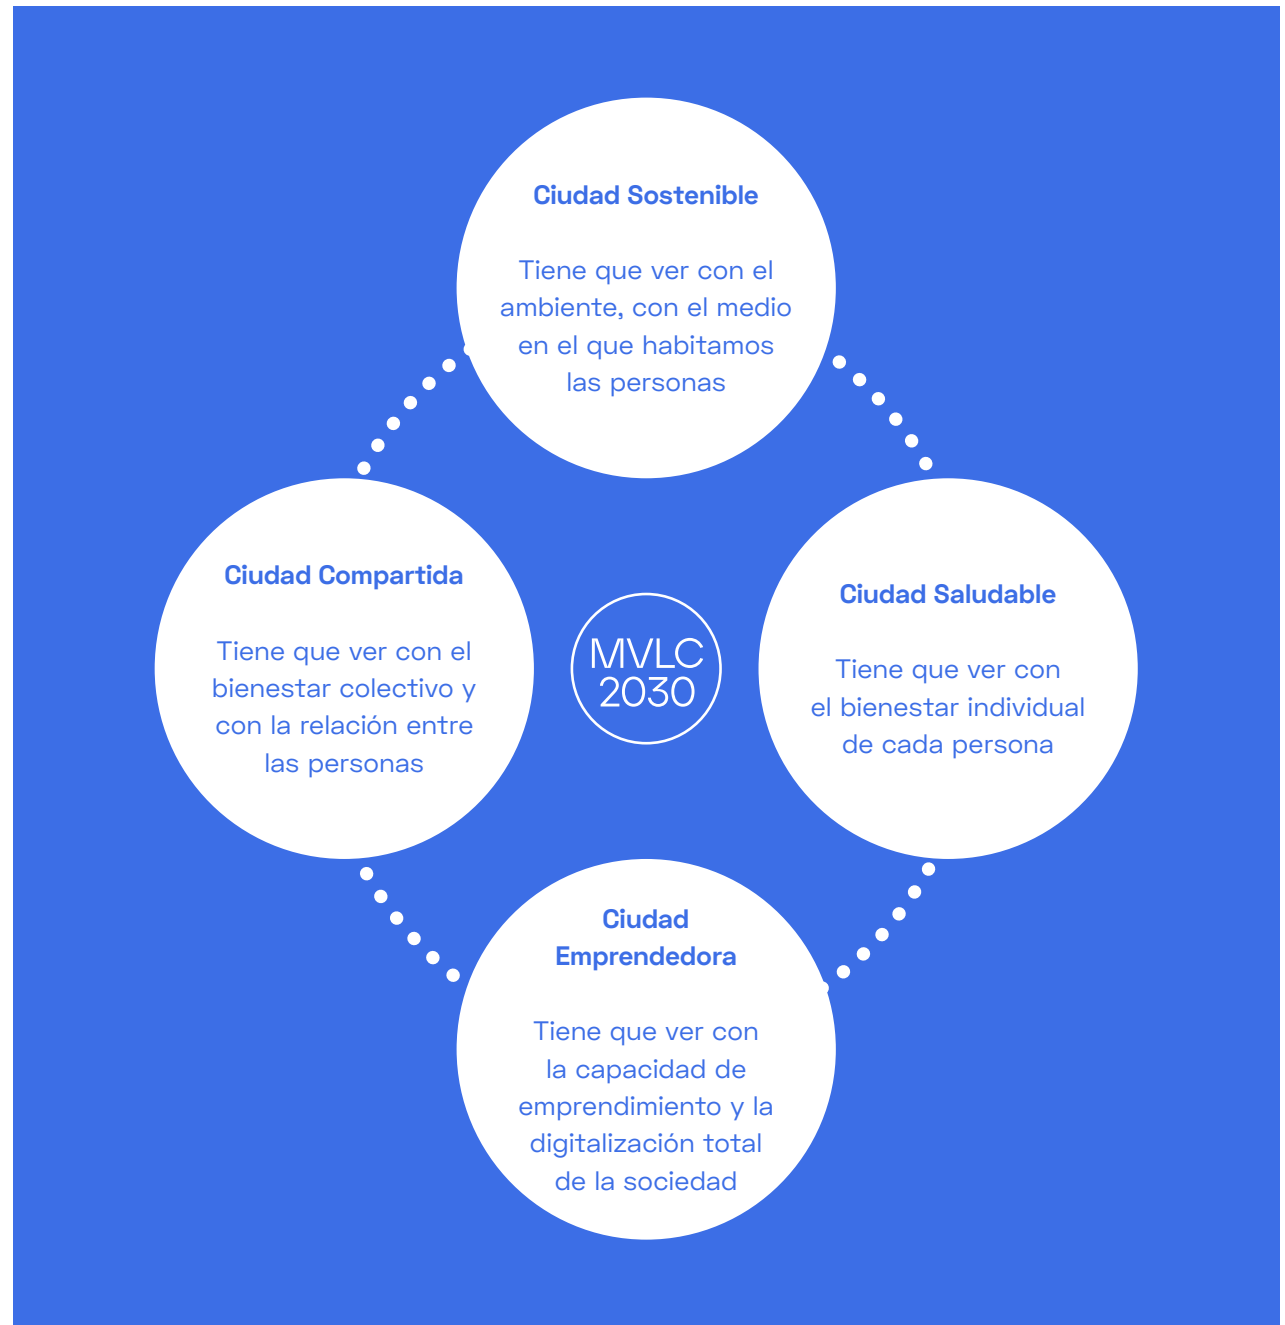 Ciudad Sostenible
Tiene que ver con el
ambiente, con el medio
en el que habitamos
las personas
Ciudad Compartida
Tiene que ver con el
bienestar colectivo y
con la relación entre
las personas
MVLC
2030
Ciudad Saludable
Tiene que ver con
el bienestar individual
de cada persona
Ciudad
Emprendedora
Tiene que ver con
la capacidad de
emprendimiento y la
digitalización total
de la sociedad